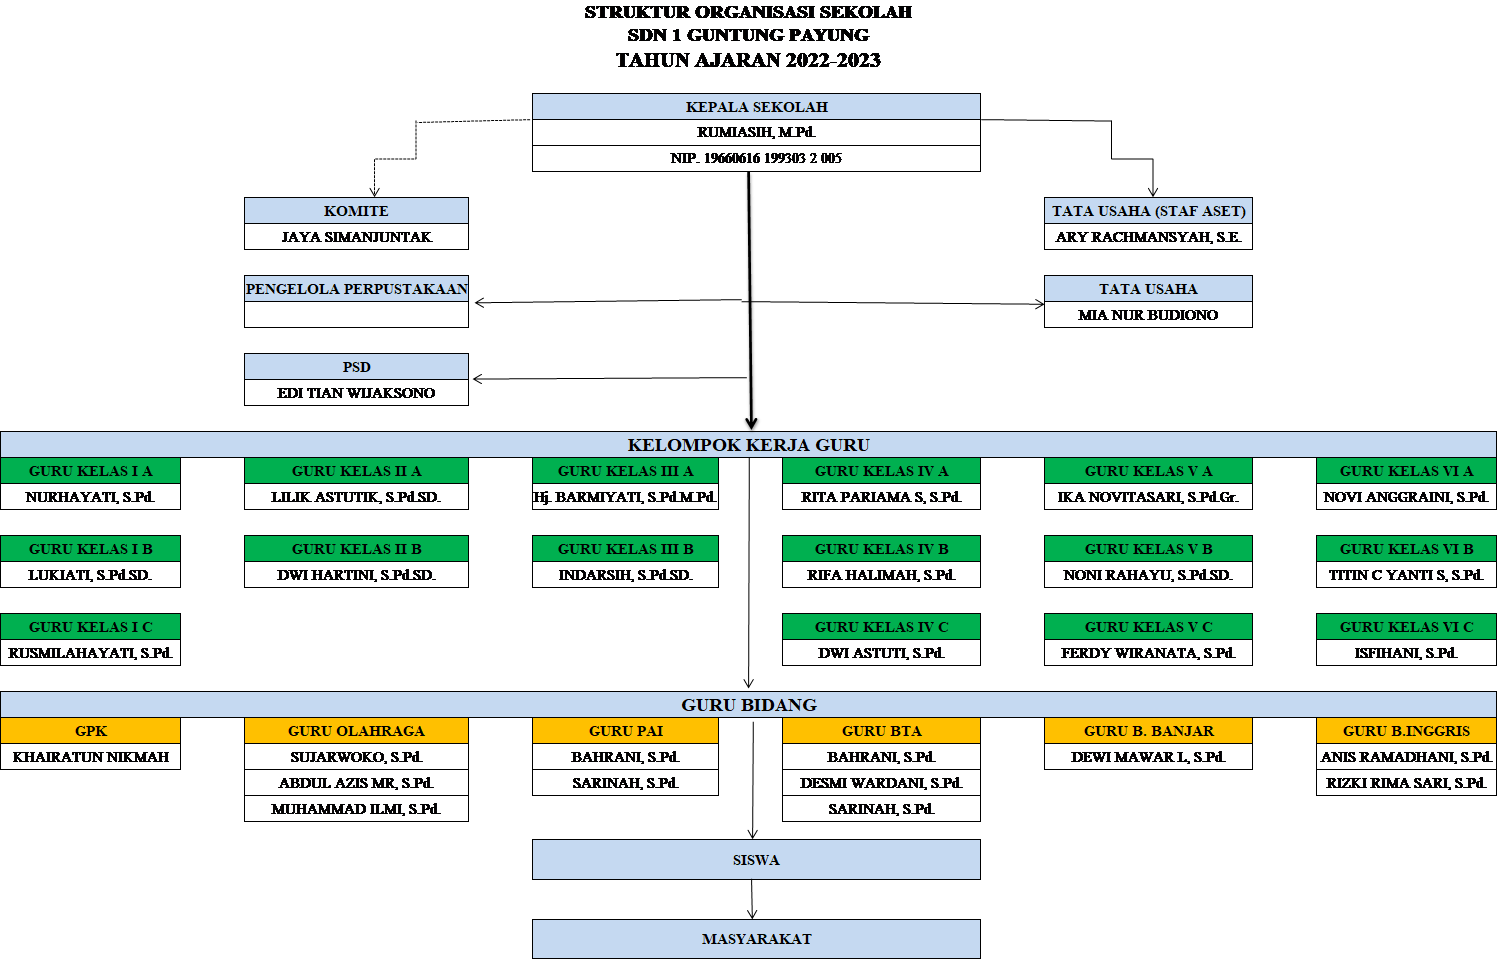 STRUKTUR ORGANISASI SEKOLAH
SDN 1 GUNTUNG PAYUNG
TAHUN AJARAN 2022-2023
KEPALA SEKOLAH
RUMIASIH, M.Pd.
NIP. 19660616 199303 2 005
KOMITE
JAYA SIMANJUNTAK
TATA USAHA (STAF ASET)
ARY RACHMANSYAH, S.E.
PENGELOLA PERPUSTAKAAN
TATA USAHA
MIA NUR BUDIONO
PSD
EDI TIAN WIJAKSONO
KELOMPOK KERJA GURU
GURU KELAS I A
NURHAYATI, S.Pd.
GURU KELAS II A
LILIK ASTUTIK, S.Pd.SD.
GURU KELAS III A
Hj. BARMIYATI, S.Pd.M.Pd.
GURU KELAS IV A
RITA PARIAMA S, S.Pd.
GURU KELAS V A
IKA NOVITASARI, S.Pd.Gr.
GURU KELAS VI A
NOVI ANGGRAINI, S.Pd.
GURU KELAS I B
LUKIATI, S.Pd.SD.
GURU KELAS II B
DWI HARTINI, S.Pd.SD.
GURU KELAS III B
INDARSIH, S.Pd.SD.
GURU KELAS IV B
RIFA HALIMAH, S.Pd.
GURU KELAS V B
NONI RAHAYU, S.Pd.SD.
GURU KELAS VI B
TITIN C YANTI S, S.Pd.
GURU KELAS I C
RUSMILAHAYATI, S.Pd.
GURU KELAS IV C
DWI ASTUTI, S.Pd.
GURU KELAS V C
FERDY WIRANATA, S.Pd.
GURU KELAS VI C
ISFIHANI, S.Pd.
GURU BIDANG
GPK
KHAIRATUN NIKMAH
GURU OLAHRAGA
SUJARWOKO, S.Pd.
ABDUL AZIS MR, S.Pd.
MUHAMMAD ILMI, S.Pd.
GURU PAI
BAHRANI, S.Pd.
SARINAH, S.Pd.
GURU BTA
BAHRANI, S.Pd.
DESMI WARDANI, S.Pd.
SARINAH, S.Pd.
GURU B. BANJAR
DEWI MAWAR L, S.Pd.
GURU B.INGGRIS
ANIS RAMADHANI, S.Pd.
RIZKI RIMA SARI, S.Pd.
SISWA
MASYARAKAT